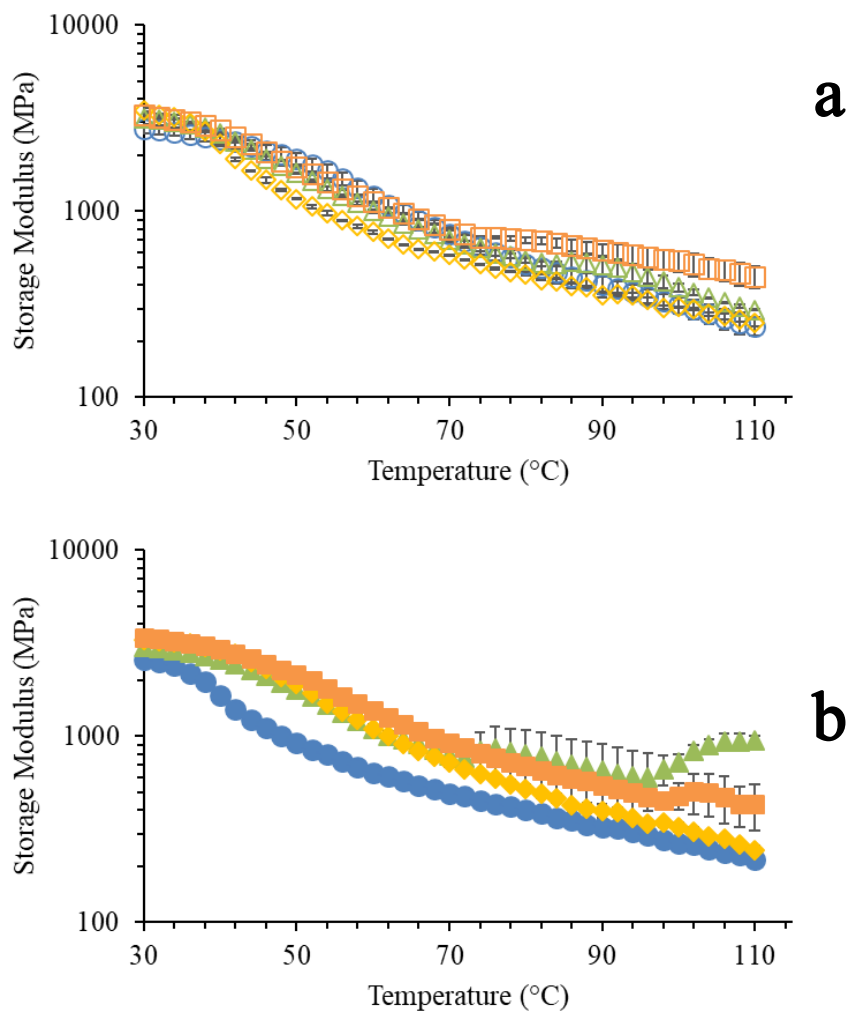 10000
1000
100
Storage Modulus (MPa)
30 50 70 90 110
Temperature (°C)
a
10000
1000
100
Storage Modulus (MPa)
30 50 70 90 110
Temperature (°C)
b